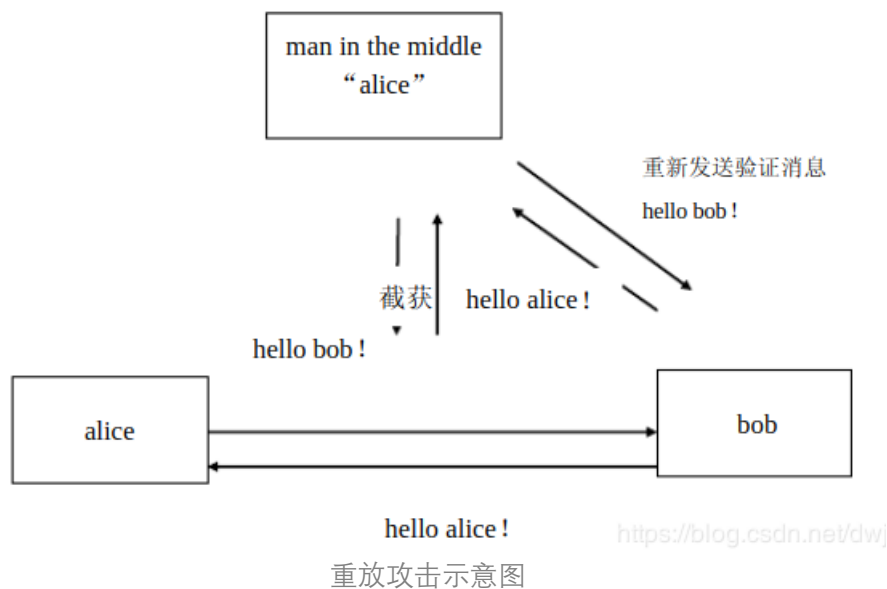 man in the middle
“alice”
重新发送验证消息
hello bob!
截获
hello alice!
hello bob!
alice
bob
hello alice!
https://blog.csdn.net/dwj
重放攻击示意图